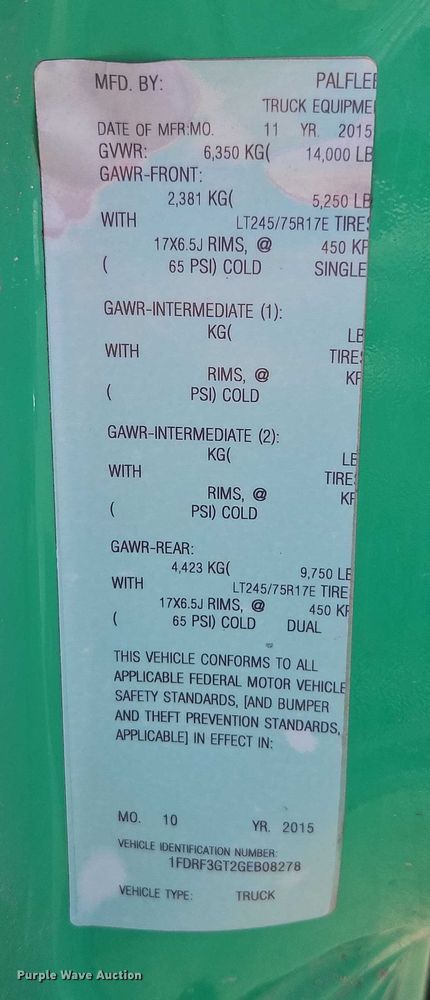 MFD. BY: PALFLEE
TRUCK EQUIPME
DATE OF MFR:MO. 11 YR. 2015
GVWR: 6,350 KG( 14,000 LB
GAWR-FRONT:
2,381 KG( 5,250 LB
WITH LT245/75R17E TIRES
17X6.5J RIMS, @ 450 KP
( 65 PSI) COLD SINGLE
GAWR-INTERMEDIATE (1):
KG( LB
WITH TIRES
RIMS, @ KP
( PSI) COLD
GAWR-INTERMEDIATE (2):
KG( LB
WITH TIRES
RIMS, @ KP
( PSI) COLD
GAWR-REAR:
4,423 KG( 9,750 LB
WITH LT245/75R17E TIRE
17X6.5J RIMS, @ 450 KP
( 65 PSI) COLD DUAL
THIS VEHICLE CONFORMS TO ALL
APPLICABLE FEDERAL MOTOR VEHICLE
SAFETY STANDARDS, [AND BUMPER
AND THEFT PREVENTION STANDARDS,
APPLICABLE] IN EFFECT IN:
MO. 10 YR. 2015
VEHICLE IDENTIFICATION NUMBER:
1FDRF3GT2GEB08278
VEHICLE TYPE: TRUCK
Purple Wave Auction